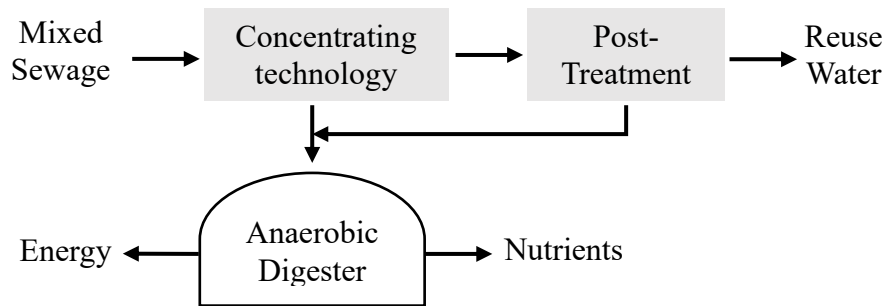 Mixed
Sewage
Concentrating
technology
Post-
Treatment
Reuse
Water
Energy
Anaerobic
Digester
Nutrients